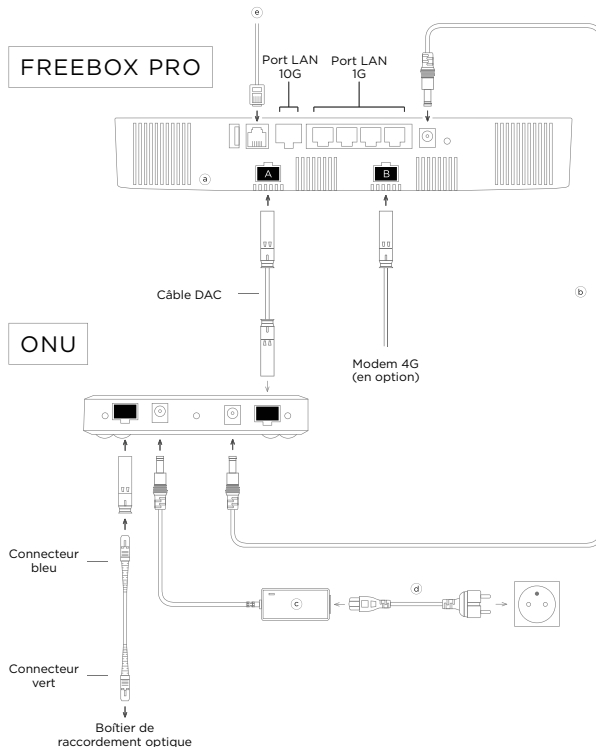 ⓔ
FREEBOX PRO
Port LAN
10G
Port LAN
1G
ⓐ
A
B
Câble DAC
ⓑ
ONU
Modem 4G
(en option)
Connecteur
bleu
ⓒ
ⓓ
Connecteur
vert
Boîtier de
raccordement optique